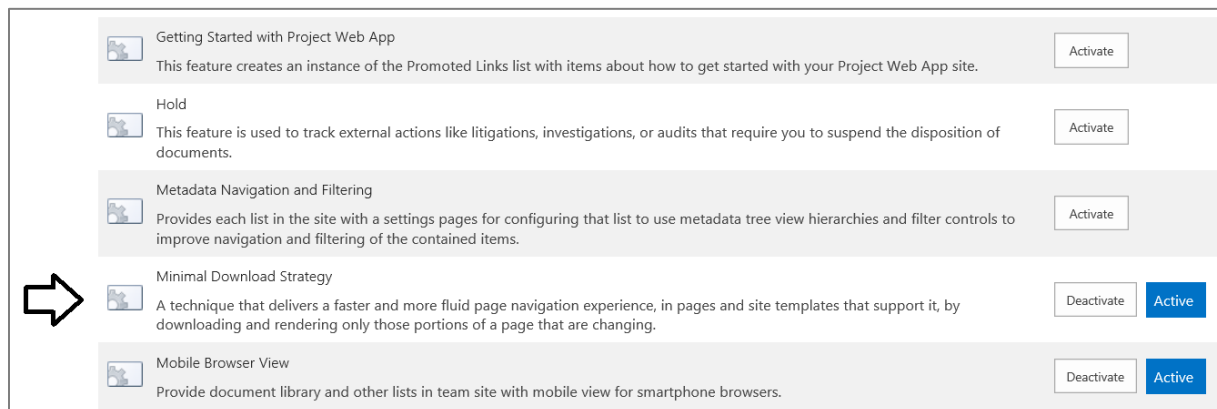 Getting Started with Project Web App
This feature creates an instance of the Promoted Links list with items about how to get started with your Project Web App site.
Activate
Hold
This feature is used to track external actions like litigations, investigations, or audits that require you to suspend the disposition of
documents.
Activate
Metadata Navigation and Filtering
Provides each list in the site with a settings pages for configuring that list to use metadata tree view hierarchies and filter controls to
improve navigation and filtering of the contained items.
Activate
Minimal Download Strategy
A technique that delivers a faster and more fluid page navigation experience, in pages and site templates that support it, by
downloading and rendering only those portions of a page that are changing.
Deactivate Active
Mobile Browser View
Provide document library and other lists in team site with mobile view for smartphone browsers.
Deactivate Active